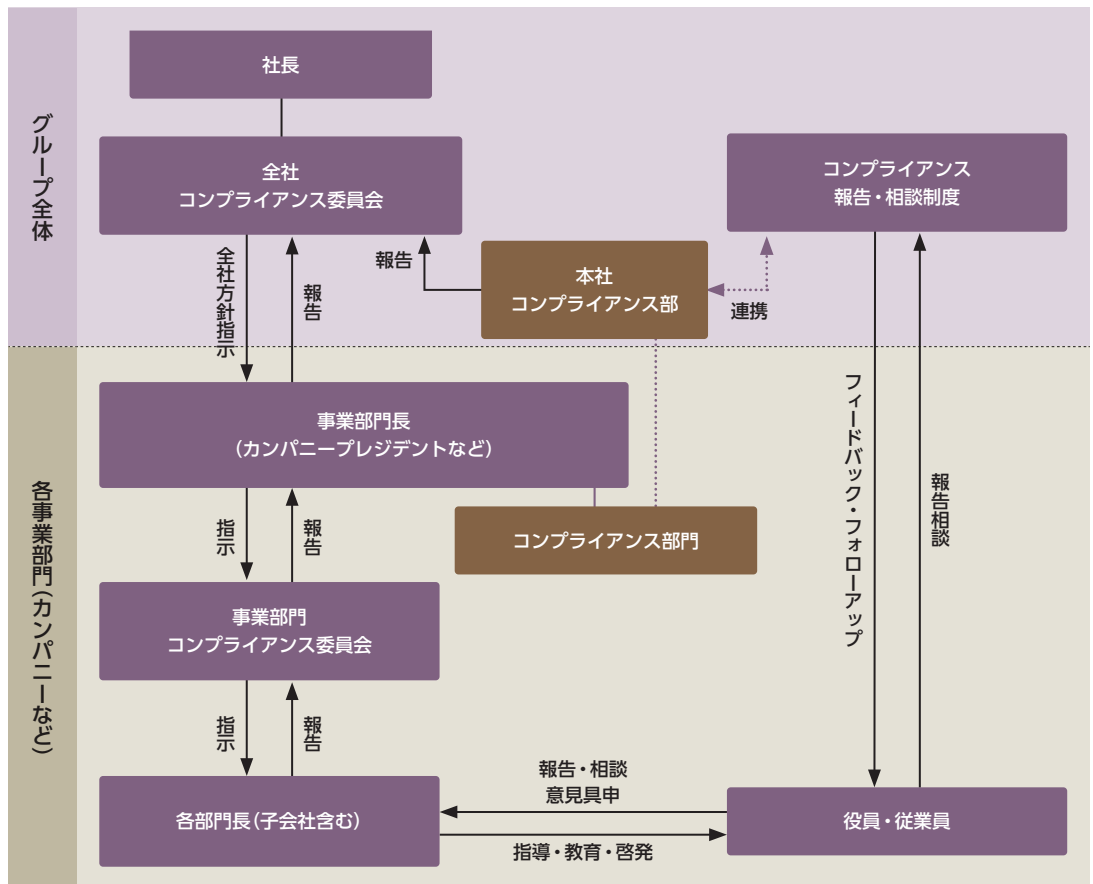 グループ全体
社長
全社
コンプライアンス委員会
コンプライアンス
報告・相談制度
全社方針指示
報告
報告
本社
コンプライアンス部
連携
各事業部門(カンパニーなど)
事業部門長
(カンパニープレジデントなど)
指示
報告
コンプライアンス部門
フィードバック・フォローアップ
報告相談
事業部門
コンプライアンス委員会
指示
報告
各部門長(子会社含む)
報告・相談
意見具申
指導・教育・啓発
役員・従業員